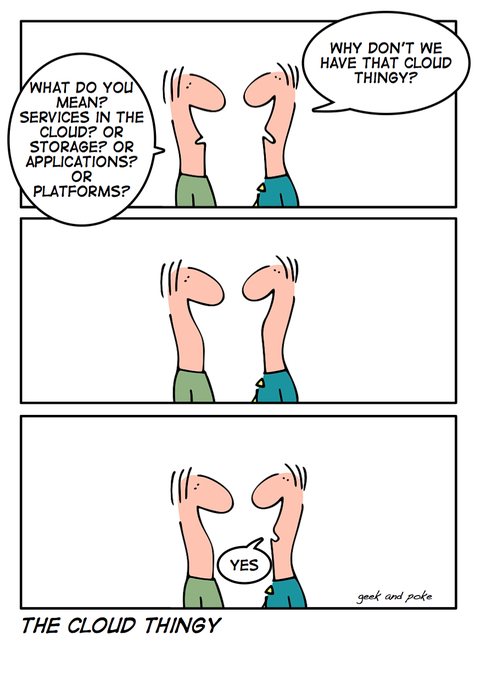 WHY DON'T WE
HAVE THAT CLOUD
THINGY?
WHAT DO YOU
MEAN?
SERVICES IN THE
CLOUD? OR
STORAGE? OR
APPLICATIONS?
OR
PLATFORMS?
YES
geek and poke
THE CLOUD THINGY